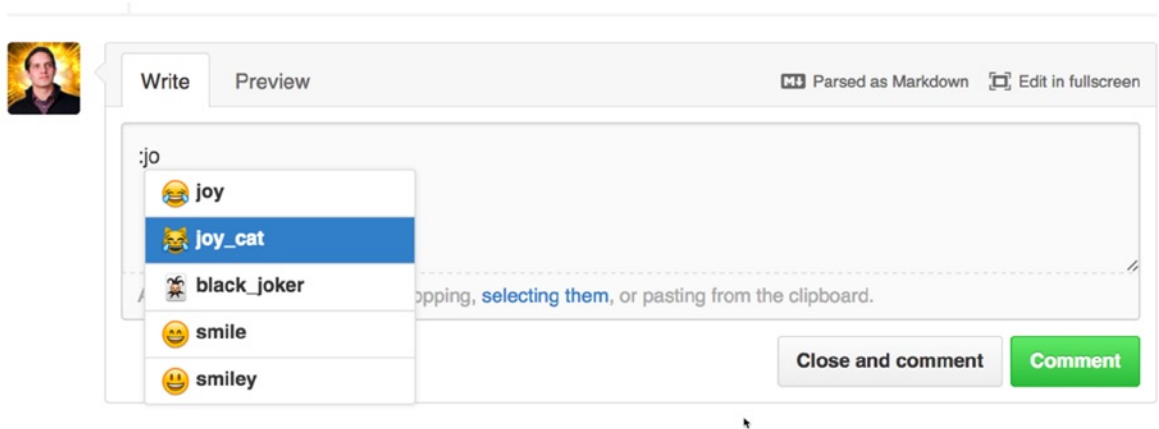 Write Preview Parsed as Markdown Edit in fullscreen
:jo
joy
joy_cat
black_joker
opping, selecting them, or pasting from the clipboard.
smile
smiley
Close and comment Comment